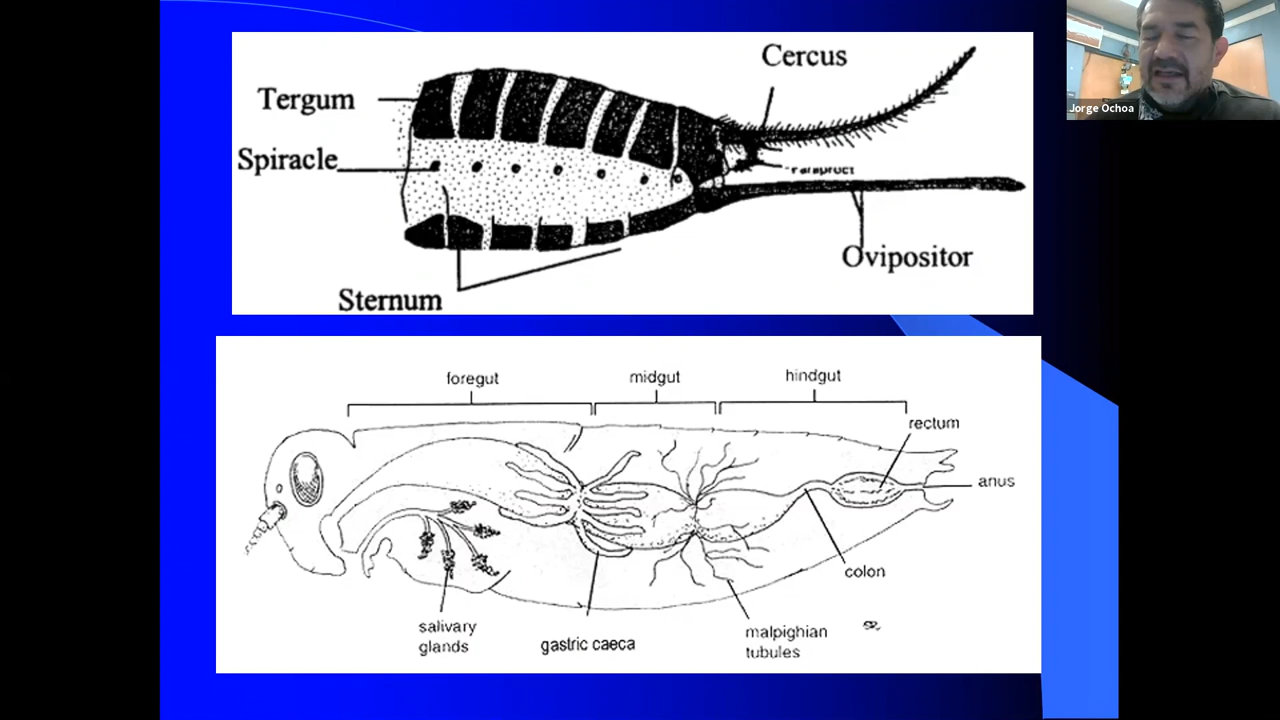 Cercus
Jorge Ochoa
Tergum
Spiracle
Paraproct
Ovipositor
Sternum
foregut
midgut
hindgut
rectum
anus
colon
salivary
glands
gastric caeca
malpighian
tubules